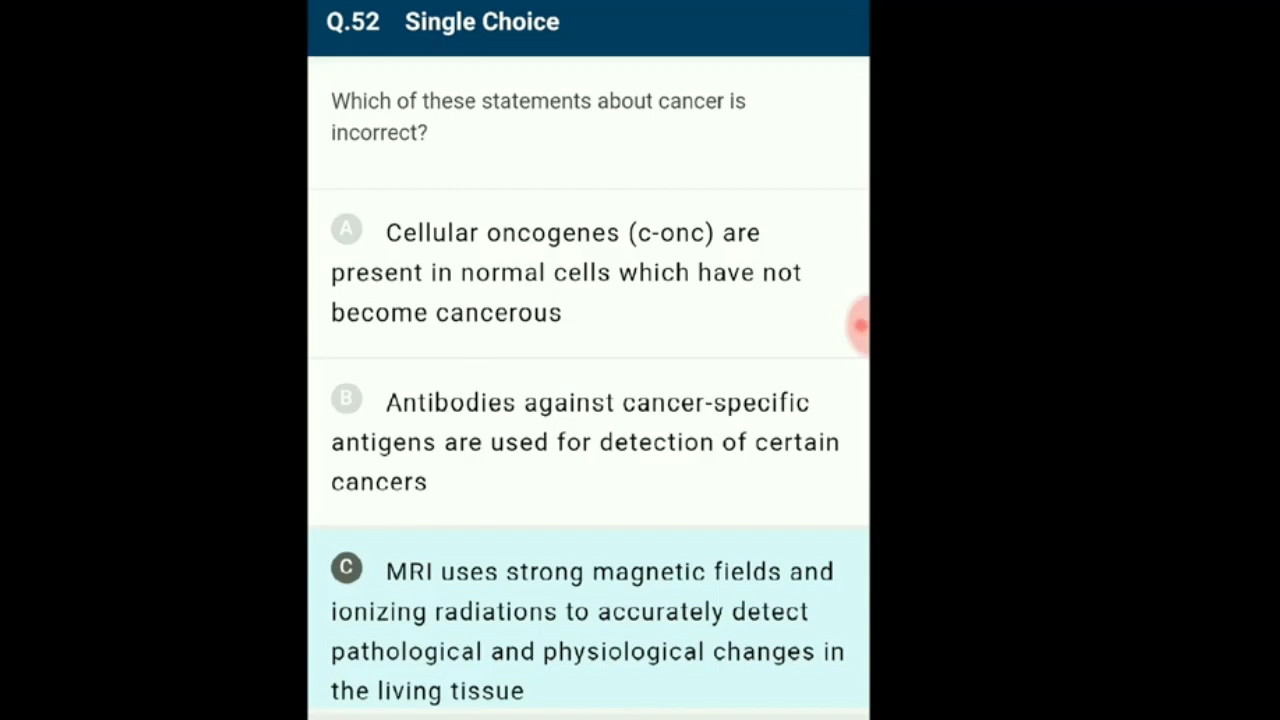 Q.52 Single Choice
Which of these statements about cancer is
incorrect?
A Cellular oncogenes (c-onc) are
present in normal cells which have not
become cancerous
B Antibodies against cancer-specific
antigens are used for detection of certain
cancers
C MRI uses strong magnetic fields and
ionizing radiations to accurately detect
pathological and physiological changes in
the living tissue